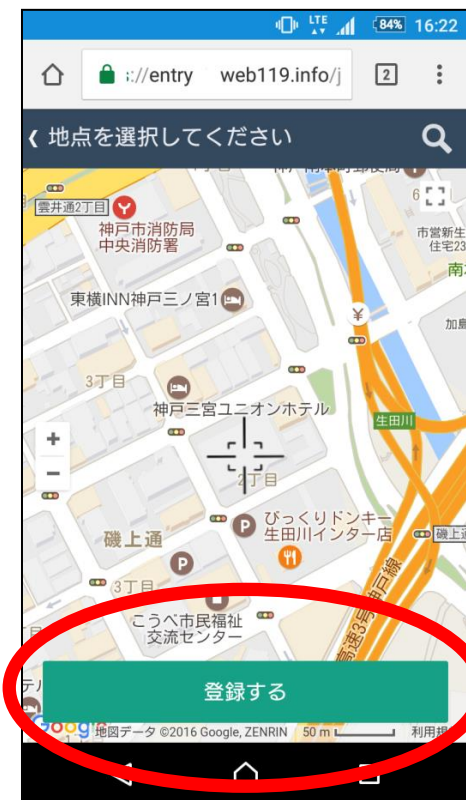 LTE 84% 16:22
://entry web119.info/j 2
地点を選択してください
雲井通2丁目
神戸市消防局
中央消防署
市営新生
住宅23
東横INN神戸三ノ宮1
3丁目
神戸三宮ユニオンホテル
生田川
2丁目
びっくりドンキー
生田川インター店
磯上通
3丁目
こうべ市民福祉
交流センター
登録する
地図データ ©2016 Google, ZENRIN 50 m 利用規